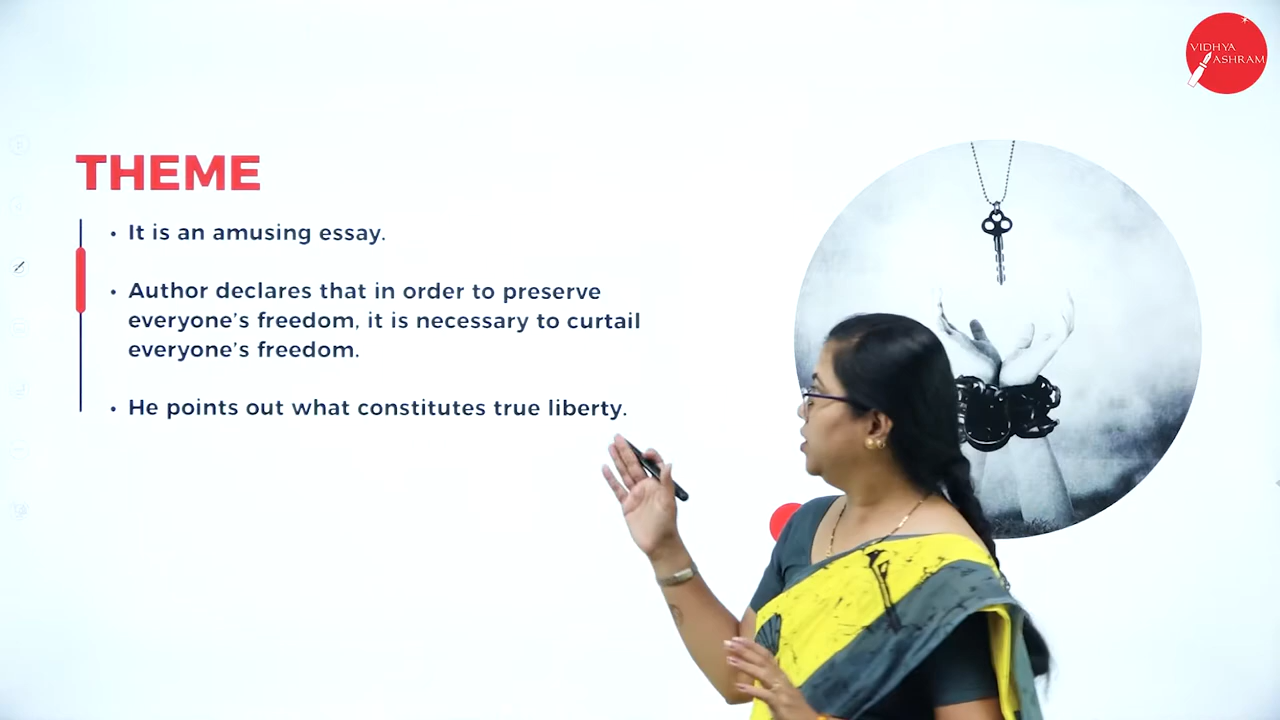 VIDHYA
ASHRAM
THEME
• It is an amusing essay.
• Author declares that in order to preserve
everyone's freedom, it is necessary to curtail
everyone's freedom.
• He points out what constitutes true liberty.